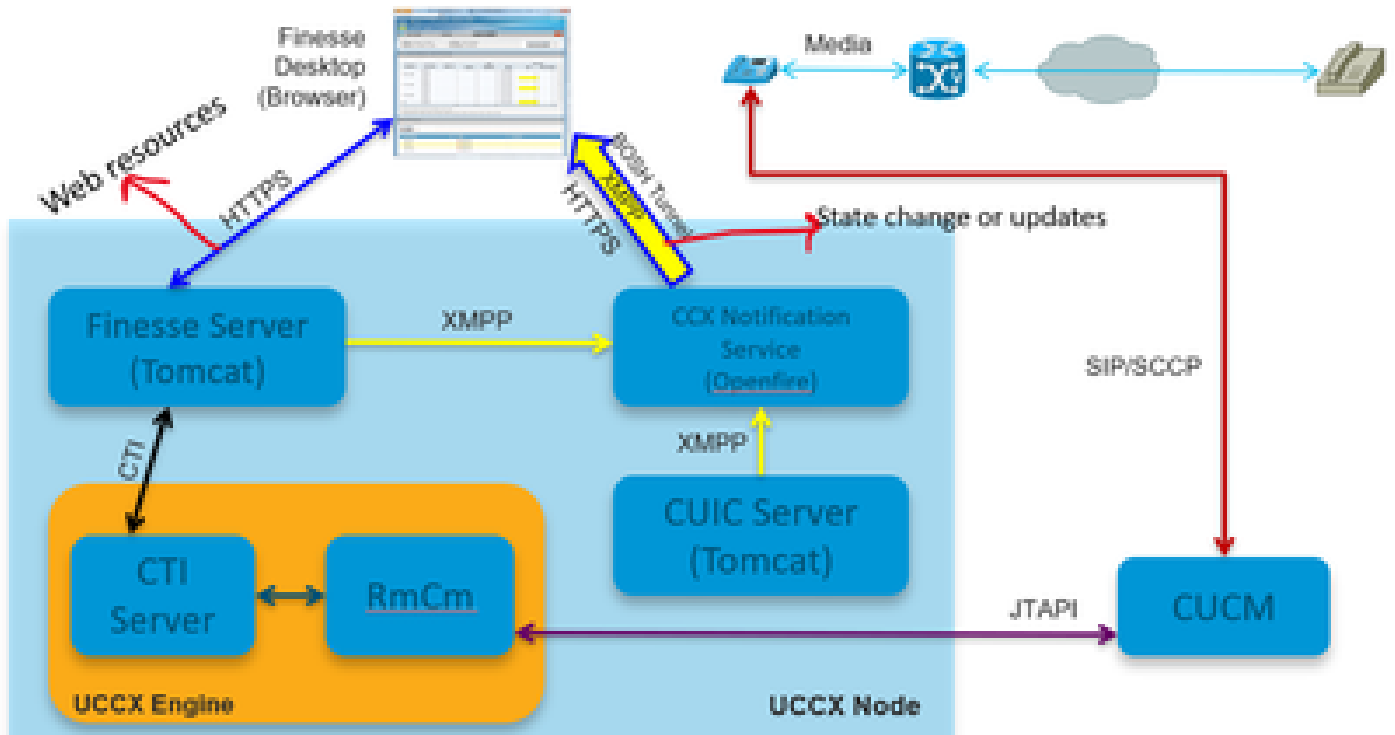 Finesse
Desktop
(Browser)
Media
Web resources
HTTPS
BOSH Tunnel
XMPP
HTTPS
State change or updates
Finesse Server
(Tomcat)
XMPP
CCX Notification
Service
(Openfire)
SIP/SCCP
CTI
XMPP
CUIC Server
(Tomcat)
CTI
Server
RmCm
JTAPI
CUCM
UCCX Engine
UCCX Node